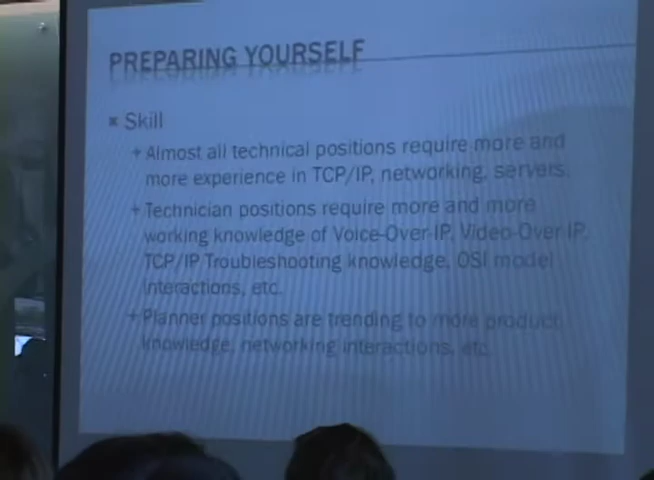 PREPARING YOURSELF
Skill
+ Almost all technical positions require more and
more experience in TCP/IP, networking, servers.
+ Technician positions require more and more
working knowledge of Voice-Over-IP, Video-Over IP,
TCP/IP Troubleshooting knowledge, OSI model
interactions, etc.
+ Planner positions are trending to more product
knowledge, networking interactions, etc.